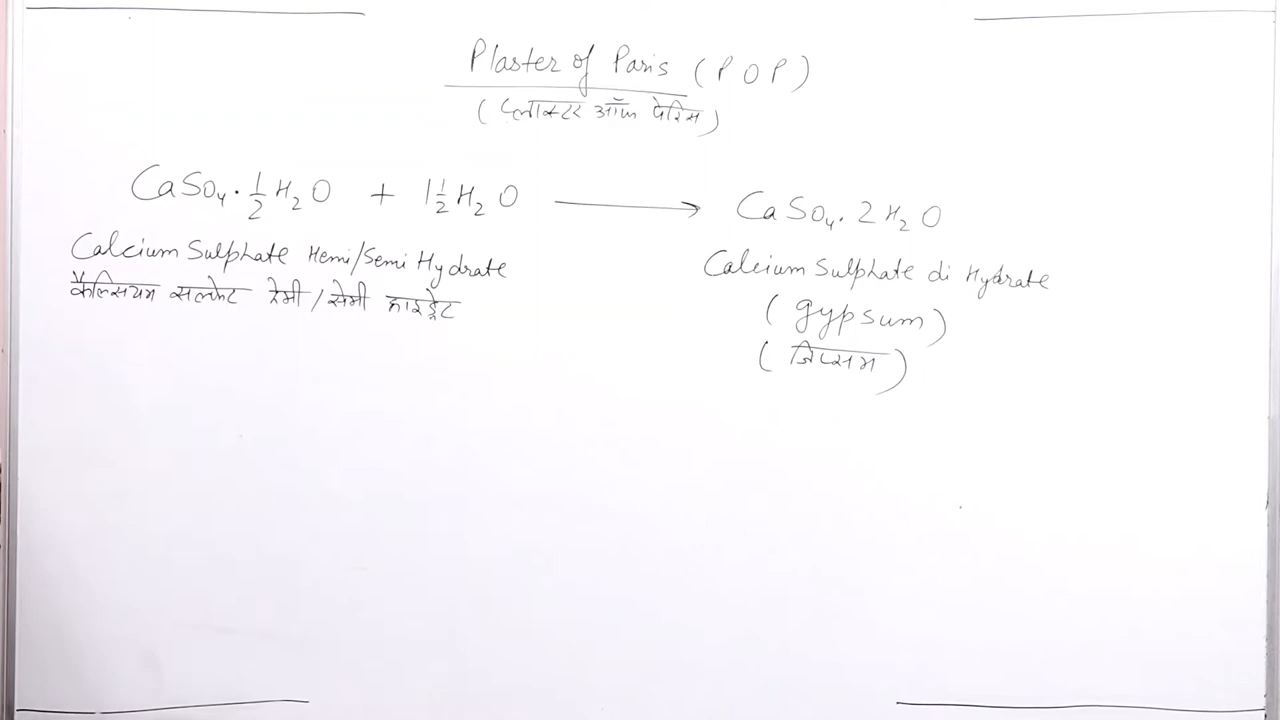 Plaster of Paris (POP)
(प्लास्टर ऑफ पेरिस)
CaSO₄·½H₂O + 1½H₂O ⟶ CaSO₄·2H₂O
Calcium Sulphate Hemi/Semi Hydrate
कैल्सियम सल्फेट हेमी/सेमी हाइड्रेट
Calcium Sulphate di Hydrate
(gypsum)
(जिप्सम)